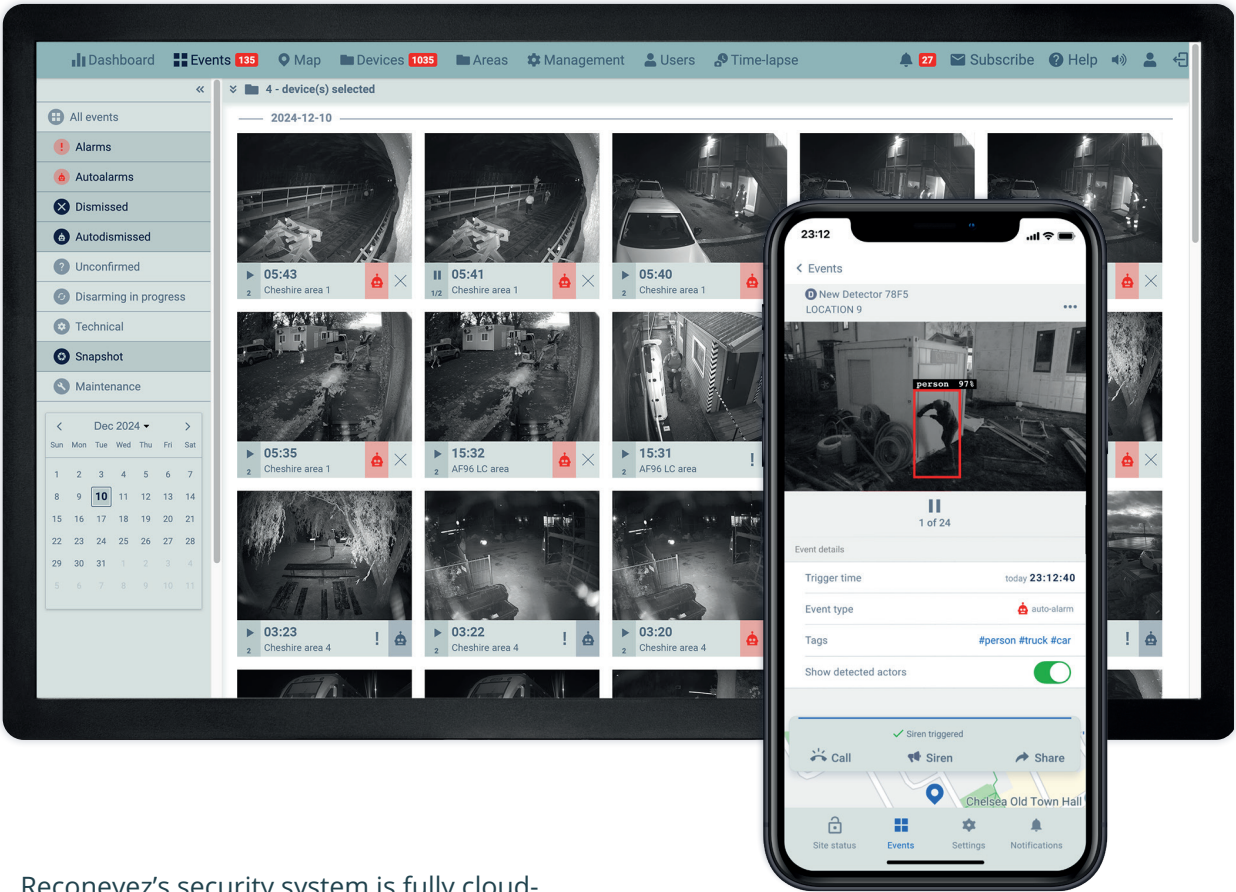 Dashboard Events 135 Map Devices 1035 Areas Management Users Time-lapse 27 Subscribe Help
«
4 - device(s) selected
All events
Alarms
Autoalarms
Dismissed
Autodismissed
Unconfirmed
Disarming in progress
Technical
Snapshot
Maintenance
Dec 2024
Sun Mon Tue Wed Thu Fri Sat
1 2 3 4 5 6 7
8 9 10 11 12 13 14
15 16 17 18 19 20 21
22 23 24 25 26 27 28
29 30 31 1 2 3 4
5 6 7 8 9 10 11
2024-12-10
05:43
2 Cheshire area 1
05:41
1/2 Cheshire area 1
05:40
2 Cheshire area 1
05:35
2 Cheshire area 1
15:32
2 AF96 LC area
15:31
2 AF96 LC area
03:23
2 Cheshire area 4
03:22
2 Cheshire area 4
03:20
2 Cheshire area 4
23:12
Events
D New Detector 78F5
LOCATION 9
person 97%
1 of 24
Event details
Trigger time today 23:12:40
Event type auto-alarm
Tags #person #truck #car
Show detected actors
Siren triggered
Call Siren Share
Chelsea Old Town Hall
Site status Events Settings Notifications
Reconeyez's security system is fully cloud-